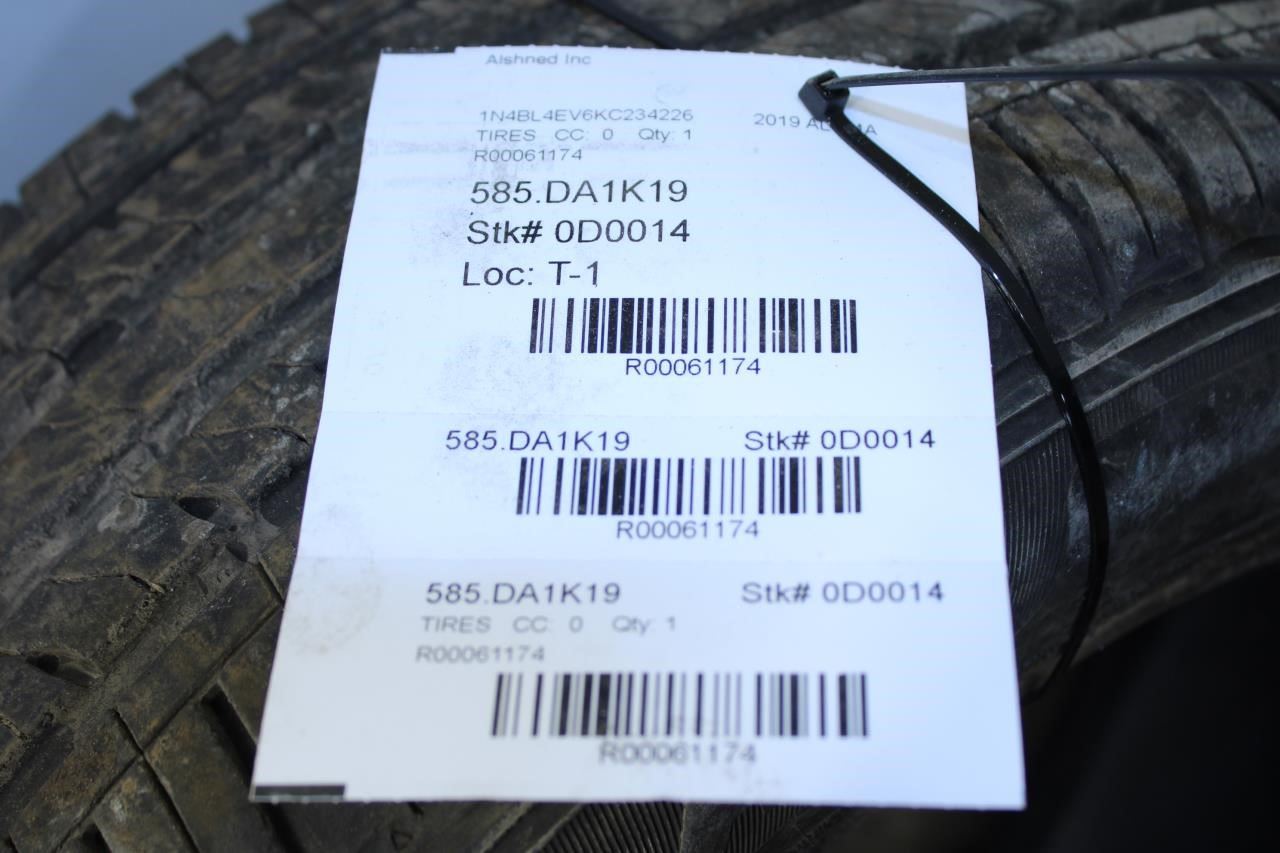 Alshned Inc
1N4BL4EV6KC234226
2019
TIRES CC: 0 Qty: 1
R00061174
585.DA1K19
Stk# 0D0014
Loc: T-1
R00061174
585.DA1K19 Stk# 0D0014
R00061174
585.DA1K19 Stk# 0D0014
TIRES CC: 0 Qty: 1
R00061174
R00061174